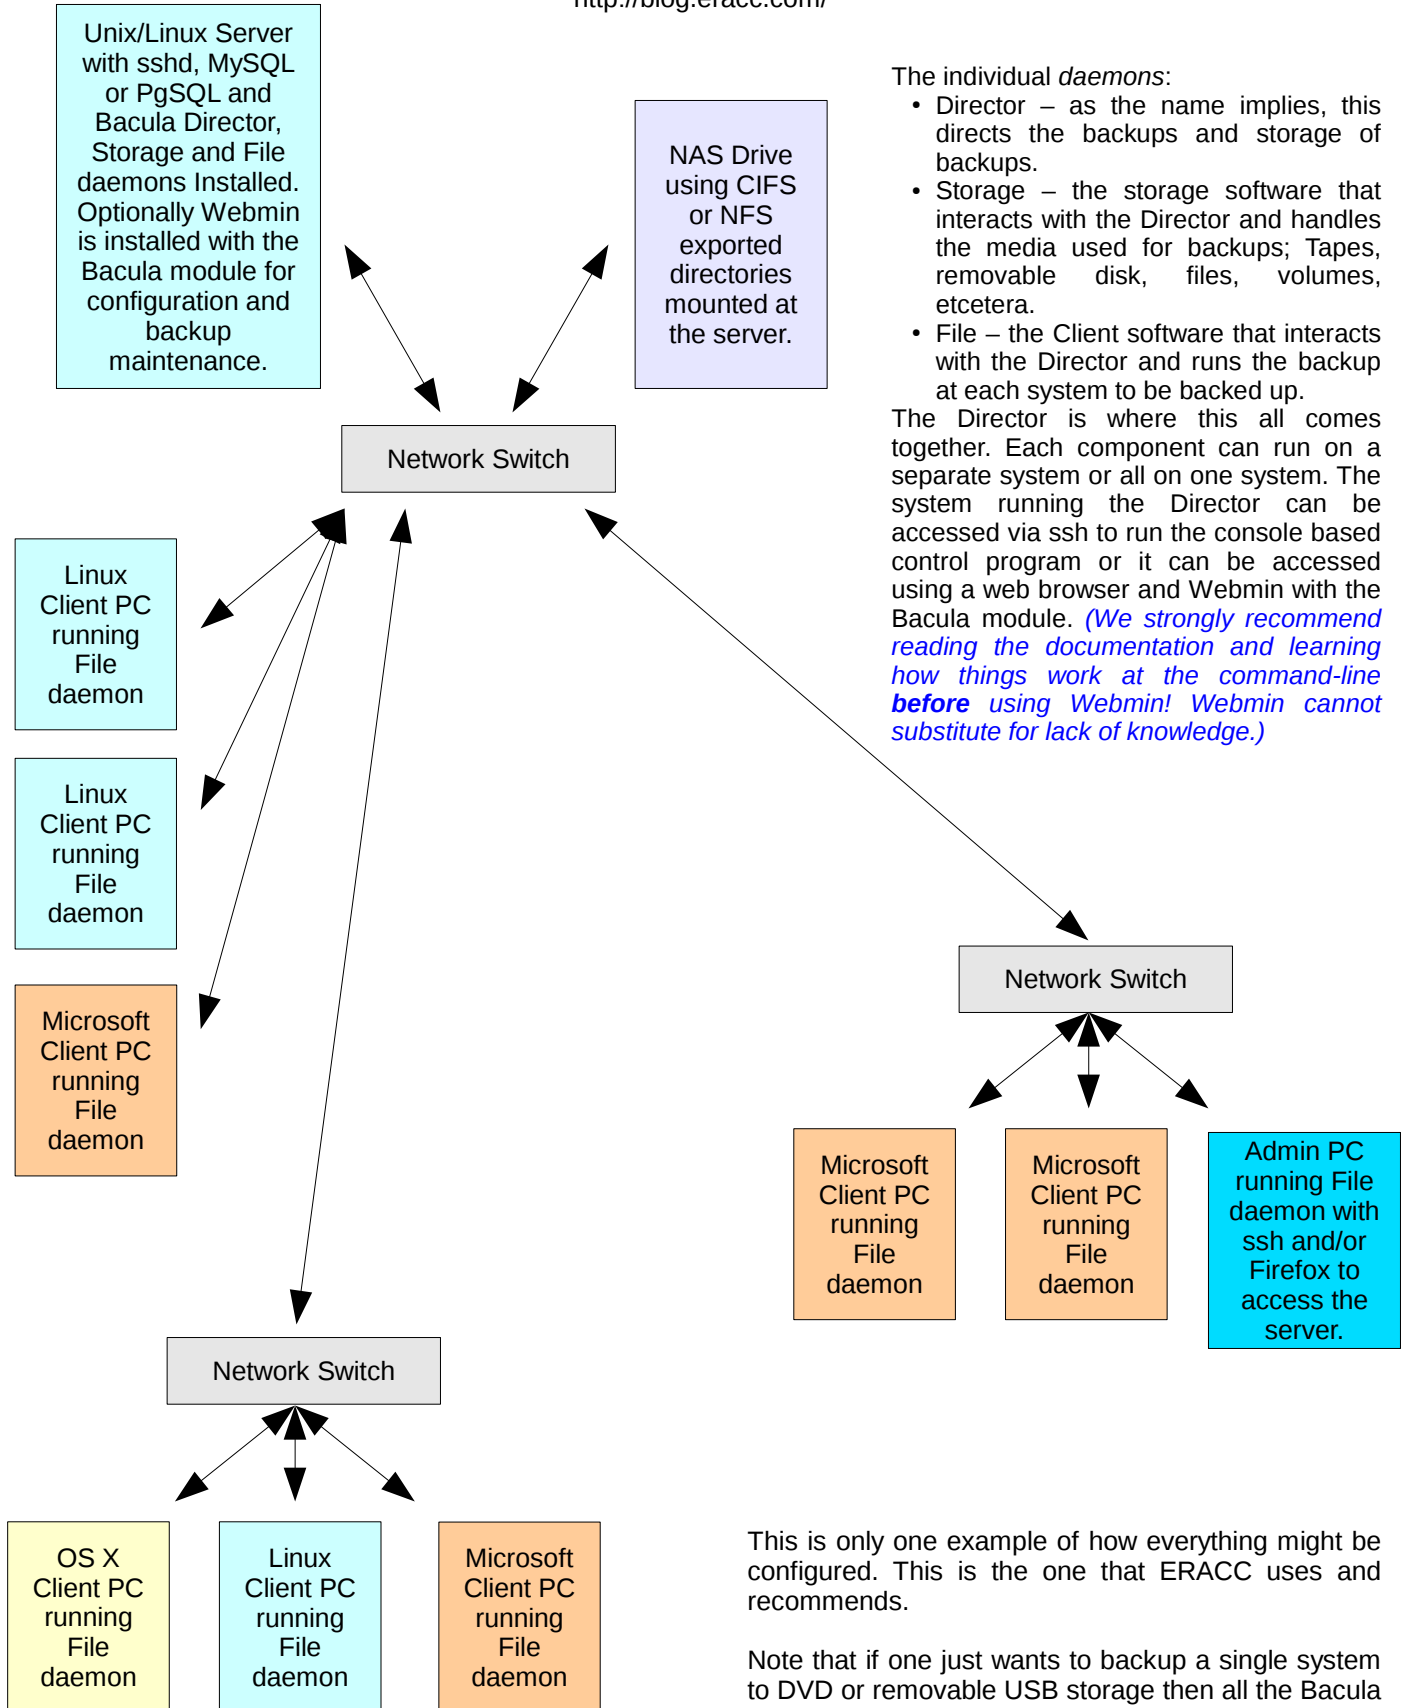 http://blog.eracc.com/
Unix/Linux Server
with sshd, MySQL
or PgSQL and
Bacula Director,
Storage and File
daemons Installed.
Optionally Webmin
is installed with the
Bacula module for
configuration and
backup
maintenance.
NAS Drive
using CIFS
or NFS
exported
directories
mounted at
the server.
The individual daemons:
• Director – as the name implies, this
directs the backups and storage of
backups.
• Storage – the storage software that
interacts with the Director and handles
the media used for backups; Tapes,
removable disk, files, volumes,
etcetera.
• File – the Client software that interacts
with the Director and runs the backup
at each system to be backed up.
The Director is where this all comes
together. Each component can run on a
separate system or all on one system. The
system running the Director can be
accessed via ssh to run the console based
control program or it can be accessed
using a web browser and Webmin with the
Bacula module. (We strongly recommend
reading the documentation and learning
how things work at the command-line
before using Webmin! Webmin cannot
substitute for lack of knowledge.)
Network Switch
Linux
Client PC
running
File
daemon
Linux
Client PC
running
File
daemon
Microsoft
Client PC
running
File
daemon
Network Switch
Microsoft
Client PC
running
File
daemon
Microsoft
Client PC
running
File
daemon
Admin PC
running File
daemon with
ssh and/or
Firefox to
access the
server.
Network Switch
OS X
Client PC
running
File
daemon
Linux
Client PC
running
File
daemon
Microsoft
Client PC
running
File
daemon
This is only one example of how everything might be
configured. This is the one that ERACC uses and
recommends.
Note that if one just wants to backup a single system
to DVD or removable USB storage then all the Bacula